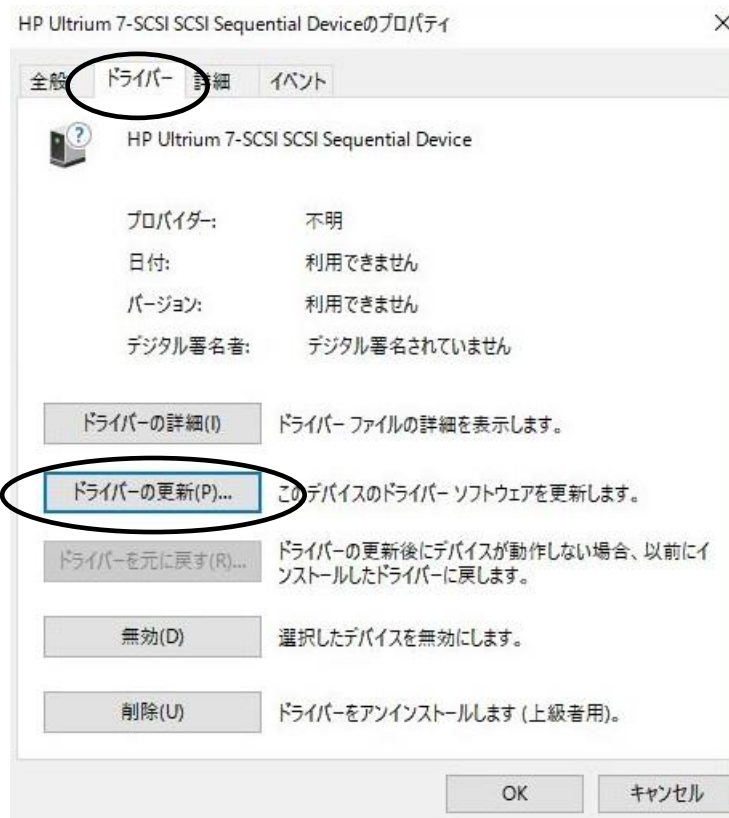 HP Ultrium 7-SCSI SCSI Sequential Deviceのプロパティ
全般 ドライバー 詳細 イベント
HP Ultrium 7-SCSI SCSI Sequential Device
プロバイダー: 不明
日付: 利用できません
バージョン: 利用できません
デジタル署名者: デジタル署名されていません
ドライバーの詳細(I) ドライバー ファイルの詳細を表示します。
ドライバーの更新(P)... このデバイスのドライバー ソフトウェアを更新します。
ドライバーを元に戻す(R)... ドライバーの更新後にデバイスが動作しない場合、以前にイ
ンストールしたドライバーに戻します。
無効(D) 選択したデバイスを無効にします。
削除(U) ドライバーをアンインストールします (上級者用)。
OK キャンセル